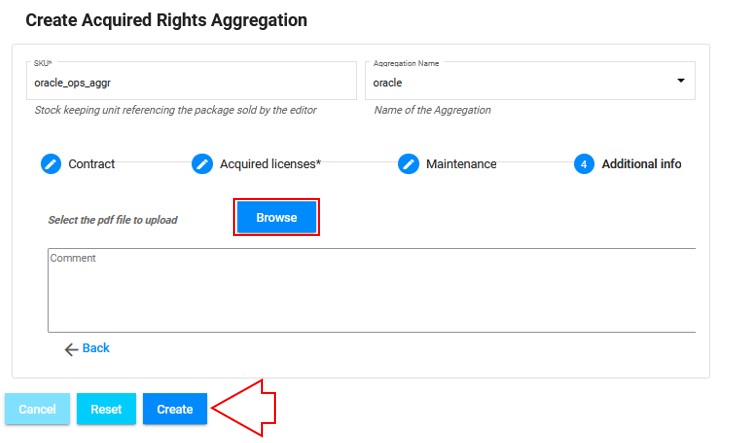 Create Acquired Rights Aggregation
SKU* Aggregation Name
oracle_ops_aggr oracle
Stock keeping unit referencing the package sold by the editor Name of the Aggregation
Contract Acquired licenses* Maintenance 4 Additional info
Select the pdf file to upload Browse
Comment
Back
Cancel Reset Create